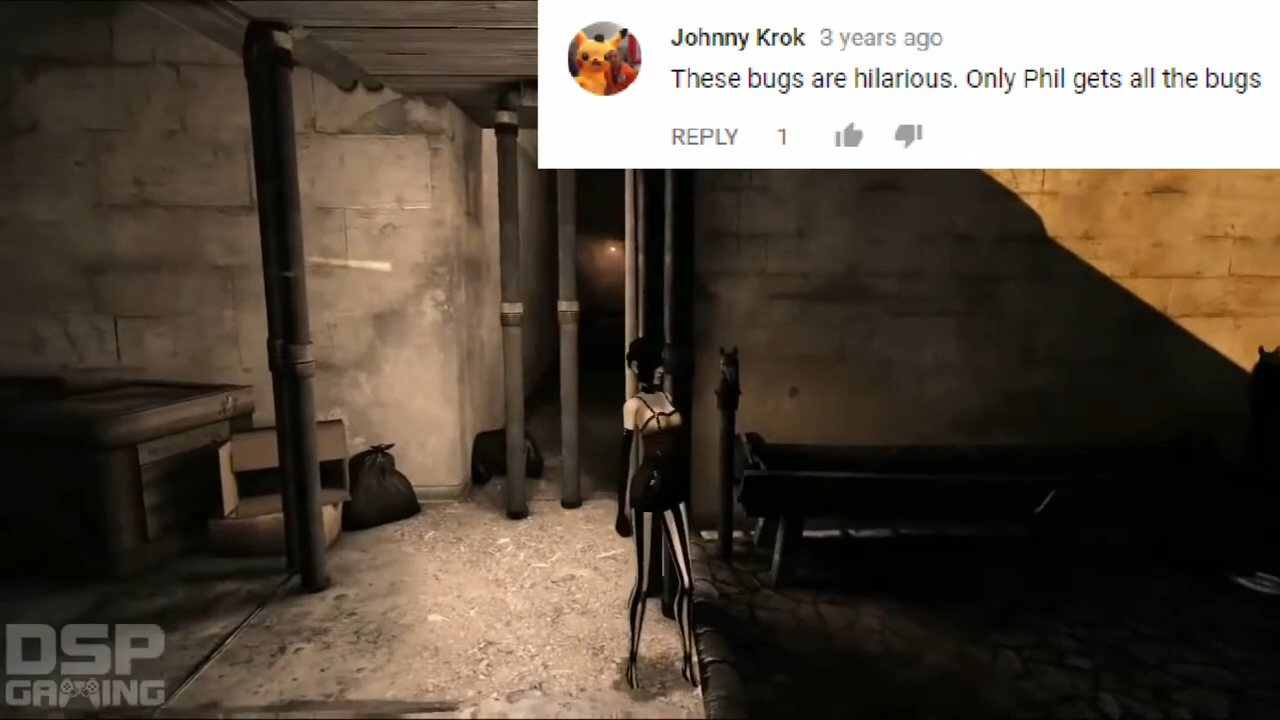 Johnny Krok 3 years ago
These bugs are hilarious. Only Phil gets all the bugs
REPLY 1
DSP
GAMING